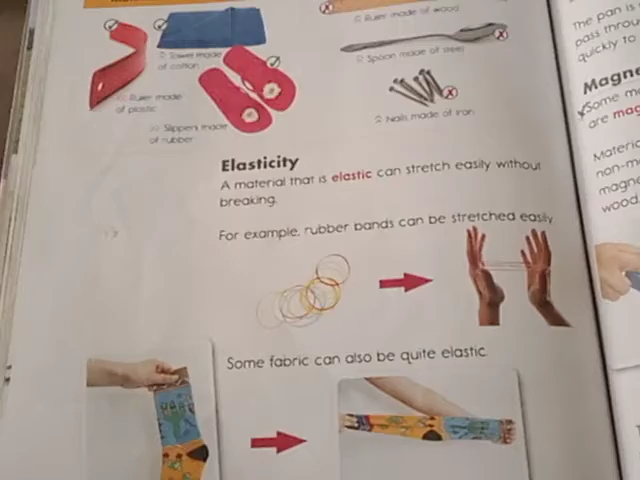 Ruler made of wood
Towel made
of cotton
Spoon made of steel
Ruler made
of plastic
Slippers made
of rubber
Nails made of iron
Elasticity
A material that is elastic can stretch easily without
breaking.
For example, rubber bands can be stretched easily
Some fabric can also be quite elastic
The pan is
pass throu
quickly to
Magne
Some m
are mag
Materia
non-m
magne
wood.